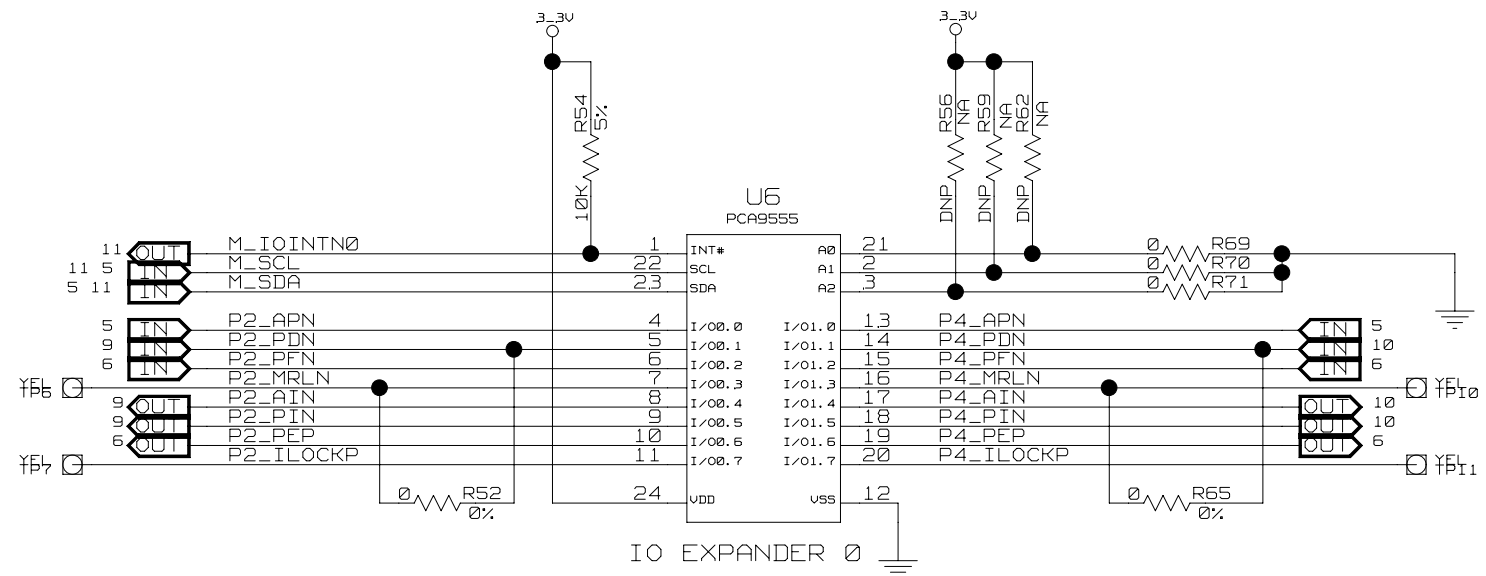 3_3V
3_3V
R54
5%
10K
R56
NA
DNP
R59
NA
DNP
R62
NA
DNP
U6
PCA9555
11 OUT M_IOINTN0 1 INT# A0 21 0 R69
11 5 IN M_SCL 22 SCL A1 2 0 R70
5 11 IN M_SDA 23 SDA A2 3 0 R71
5 IN P2_APN 4 I/O0.0 I/O1.0 13 P4_APN IN 5
9 IN P2_PDN 5 I/O0.1 I/O1.1 14 P4_PDN IN 10
6 IN P2_PFN 6 I/O0.2 I/O1.2 15 P4_PFN IN 6
YEL TP6 P2_MRLN 7 I/O0.3 I/O1.3 16 P4_MRLN YEL TP10
9 OUT P2_AIN 8 I/O0.4 I/O1.4 17 P4_AIN OUT 10
9 OUT P2_PIN 9 I/O0.5 I/O1.5 18 P4_PIN OUT 10
6 OUT P2_PEP 10 I/O0.6 I/O1.6 19 P4_PEP OUT 6
YEL TP7 P2_ILOCKP 11 I/O0.7 I/O1.7 20 P4_ILOCKP YEL TP11
0 R52 24 VDD VSS 12 0 R65
0% 0%
IO EXPANDER 0